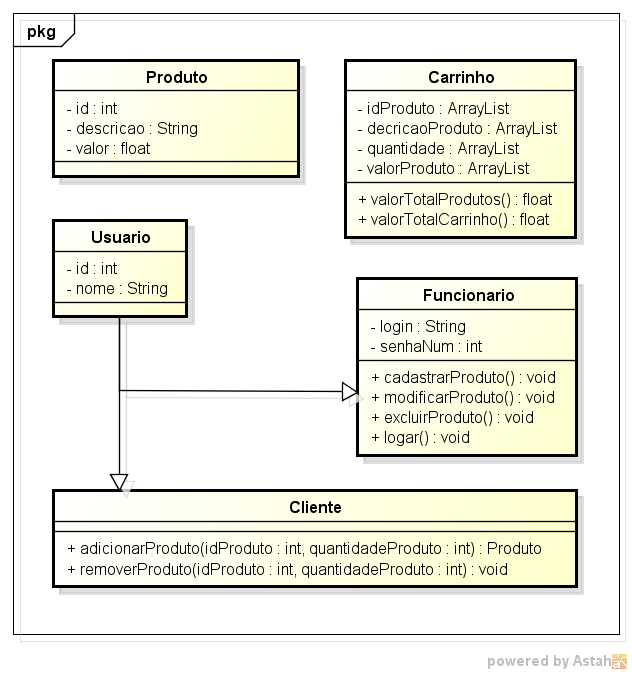 pkg
Produto
- id : int
- descricao : String
- valor : float
Carrinho
- idProduto : ArrayList
- decricaoProduto : ArrayList
- quantidade : ArrayList
- valorProduto : ArrayList
+ valorTotalProdutos() : float
+ valorTotalCarrinho() : float
Usuario
- id : int
- nome : String
Funcionario
- login : String
- senhaNum : int
+ cadastrarProduto() : void
+ modificarProduto() : void
+ excluirProduto() : void
+ logar() : void
Cliente
+ adicionarProduto(idProduto : int, quantidadeProduto : int) : Produto
+ removerProduto(idProduto : int, quantidadeProduto : int) : void
powered by Astah